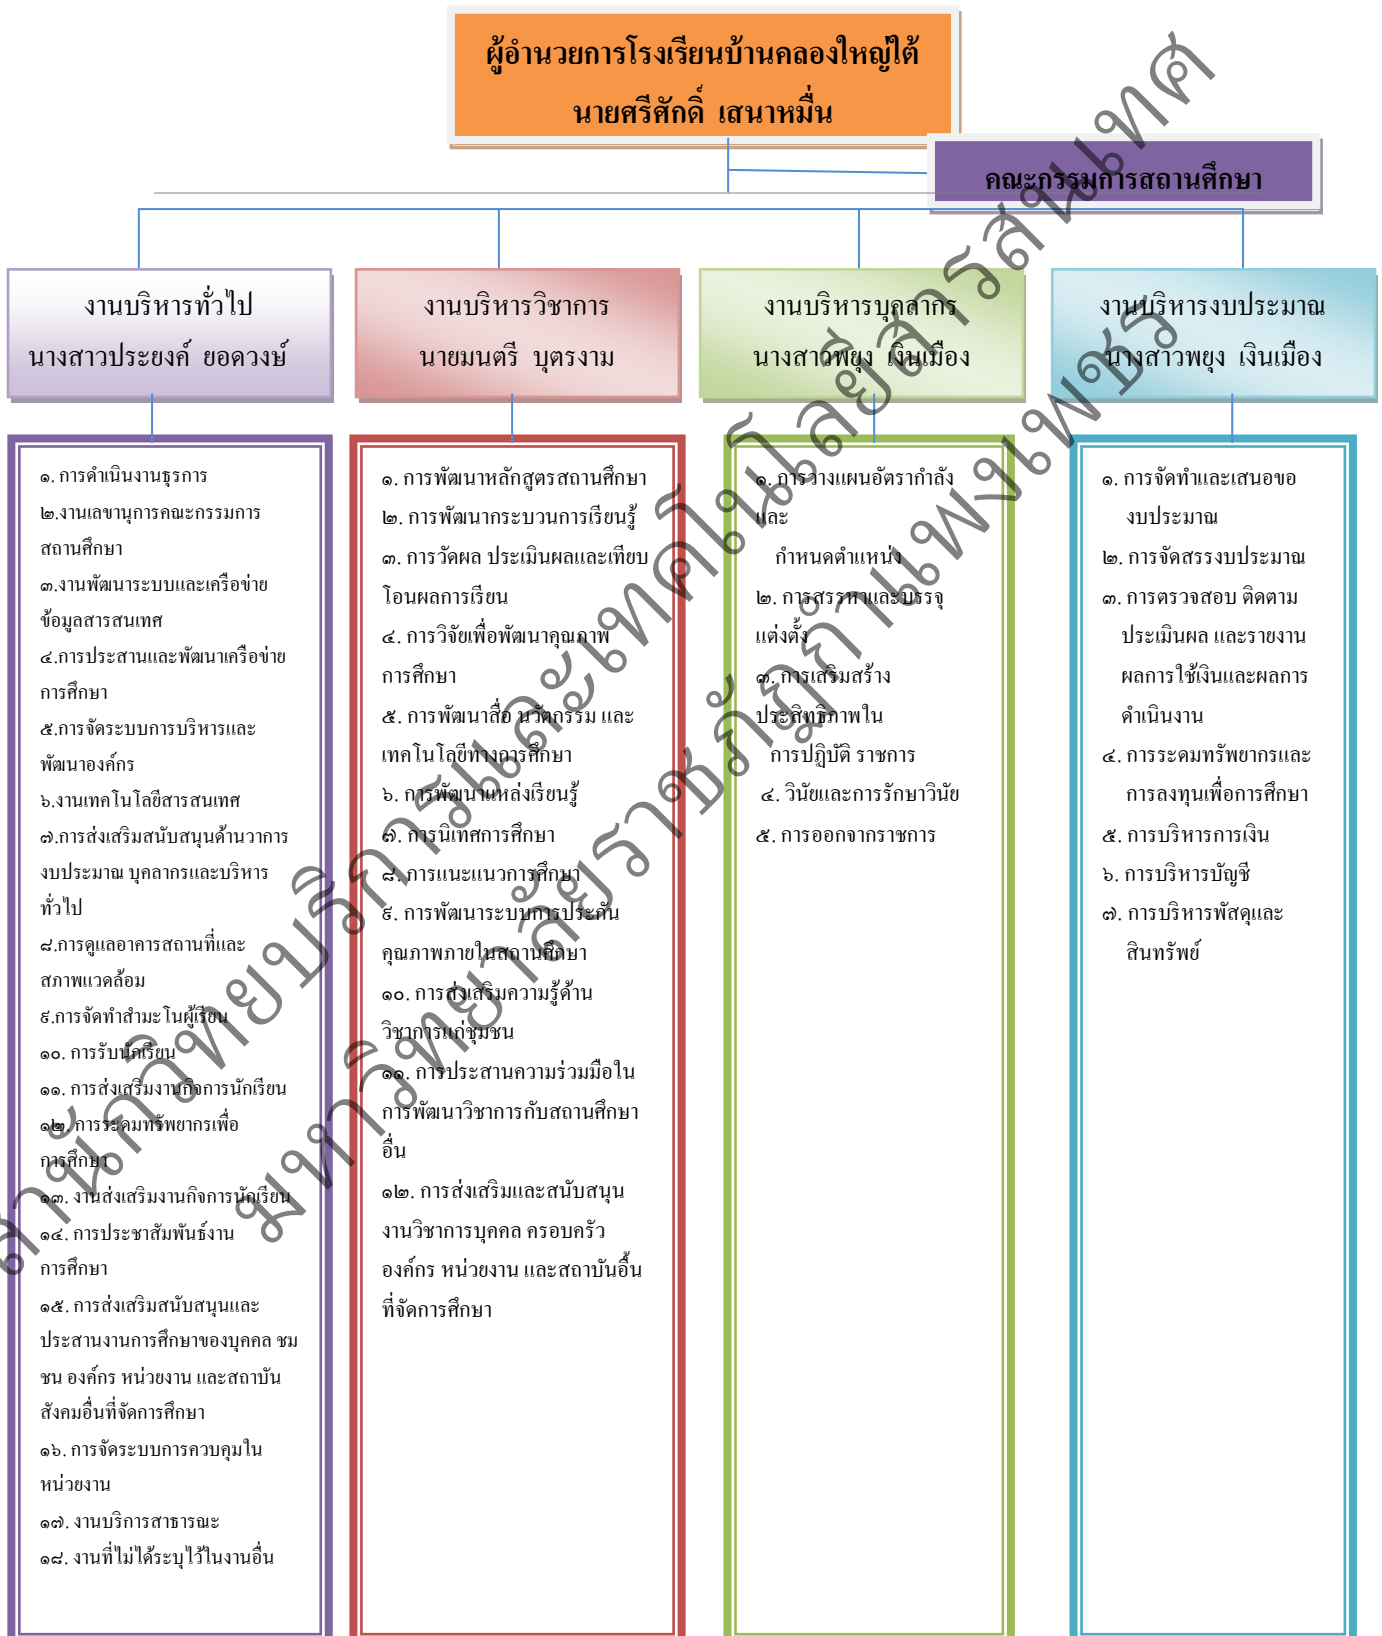 ผู้อำนวยการโรงเรียนบ้านคลองใหญ่ใต้
นายศรีศักดิ์ เสนาหมื่น
คณะกรรมการสถานศึกษา
งานบริหารทั่วไป
นางสาวประยงค์ ยอดวงษ์
งานบริหารวิชาการ
นายมนตรี บุตรงาม
งานบริหารบุคลากร
นางสาวพยุง เงินเมือง
งานบริหารงบประมาณ
นางสาวพยุง เงินเมือง
๑. การดำเนินงานธุรการ
๒.งานเลขานุการคณะกรรมการ
สถานศึกษา
๓.งานพัฒนาระบบและเครือข่าย
ข้อมูลสารสนเทศ
๔.การประสานและพัฒนาเครือข่าย
การศึกษา
๕.การจัดระบบการบริหารและ
พัฒนาองค์กร
๖.งานเทคโนโลยีสารสนเทศ
๗.การส่งเสริมสนับสนุนด้านวาการ
งบประมาณ บุคลากรและบริหาร
ทั่วไป
๘.การดูแลอาคารสถานที่และ
สภาพแวดล้อม
๙.การจัดทำสำมะโนผู้เรียน
๑๐. การรับนักเรียน
๑๑. การส่งเสริมงานกิจการนักเรียน
๑๒. การระดมทรัพยากรเพื่อ
การศึกษา
๑๓. งานส่งเสริมงานกิจการนักเรียน
๑๔. การประชาสัมพันธ์งาน
การศึกษา
๑๕. การส่งเสริมสนับสนุนและ
ประสานงานการศึกษาของบุคคล ชม
ชน องค์กร หน่วยงาน และสถาบัน
สังคมอื่นที่จัดการศึกษา
๑๖. การจัดระบบการควบคุมใน
หน่วยงาน
๑๗. งานบริการสาธารณะ
๑๘. งานที่ไม่ได้ระบุไว้ในงานอื่น
๑. การพัฒนาหลักสูตรสถานศึกษา
๒. การพัฒนากระบวนการเรียนรู้
๓. การวัดผล ประเมินผลและเทียบ
โอนผลการเรียน
๔. การวิจัยเพื่อพัฒนาคุณภาพ
การศึกษา
๕. การพัฒนาสื่อ นวัตกรรม และ
เทคโนโลยีทางการศึกษา
๖. การพัฒนาแหล่งเรียนรู้
๗. การนิเทศการศึกษา
๘. การแนะแนวการศึกษา
๙. การพัฒนาระบบการประกัน
คุณภาพภายในสถานศึกษา
๑๐. การส่งเสริมความรู้ด้าน
วิชาการแก่ชุมชน
๑๑. การประสานความร่วมมือใน
การพัฒนาวิชาการกับสถานศึกษา
อื่น
๑๒. การส่งเสริมและสนับสนุน
งานวิชาการบุคคล ครอบครัว
องค์กร หน่วยงาน และสถาบันอื้น
ที่จัดการศึกษา
๑. การวางแผนอัตรากำลัง
และ
กำหนดตำแหน่ง
๒. การสรรหาและบรรจุ
แต่งตั้ง
๓. การเสริมสร้าง
ประสิทธิภาพใน
การปฏิบัติ ราชการ
๔. วินัยและการรักษาวินัย
๕. การออกจากราชการ
๑. การจัดทำและเสนอขอ
งบประมาณ
๒. การจัดสรรงบประมาณ
๓. การตรวจสอบ ติดตาม
ประเมินผล และรายงาน
ผลการใช้เงินและผลการ
ดำเนินงาน
๔. การระดมทรัพยากรและ
การลงทุนเพื่อการศึกษา
๕. การบริหารการเงิน
๖. การบริหารบัญชี
๗. การบริหารพัสดุและ
สินทรัพย์
สำนักวิทยบริการและเทคโนโลยีสารสนเทศ
มหาวิทยาลัยราชภัฏกำแพงเพชร